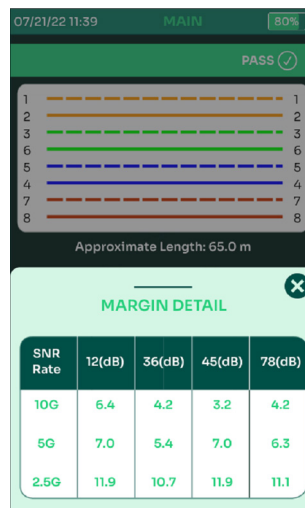 07/21/22 11:39 MAIN 80%
PASS
1 1
2 2
3 3
6 6
5 5
4 4
7 7
8 8
Approximate Length: 65.0 m
MARGIN DETAIL
SNR Rate 12(dB) 36(dB) 45(dB) 78(dB)
10G 6.4 4.2 3.2 4.2
5G 7.0 5.4 7.0 6.3
2.5G 11.9 10.7 11.9 11.1